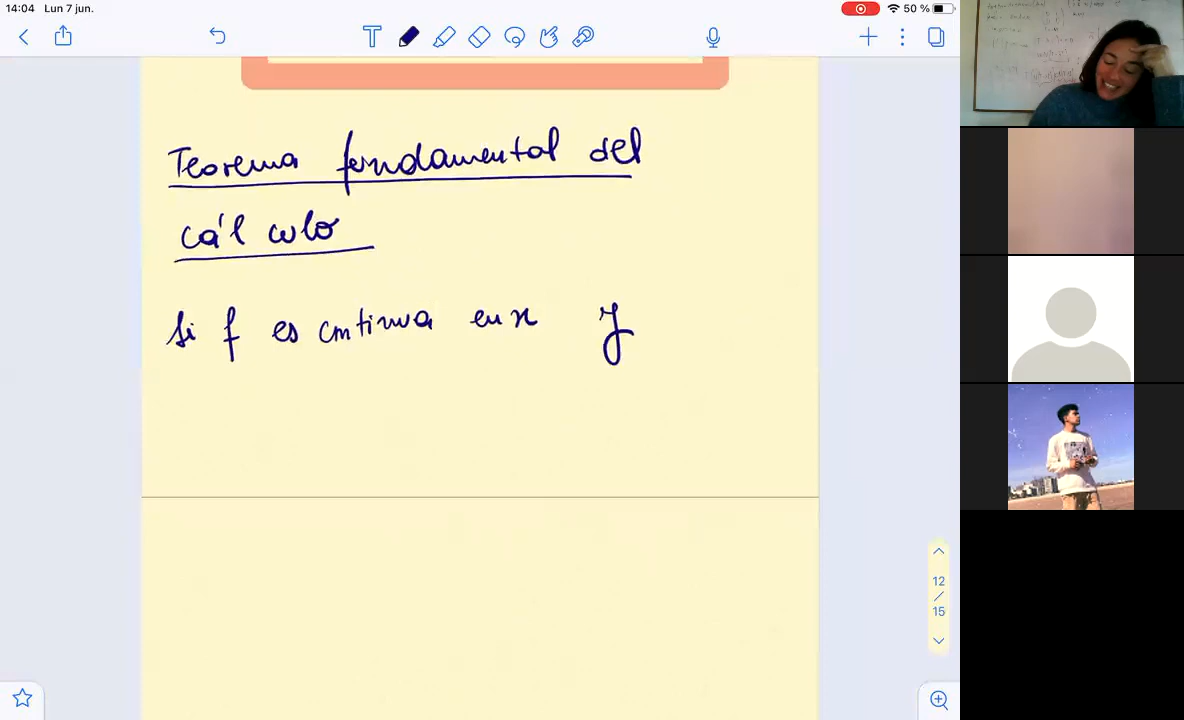 14:04 Lun 7 jun.
50 %
T
Teorema fundamental del
cálculo
Si f es continua en x y
12
/
15